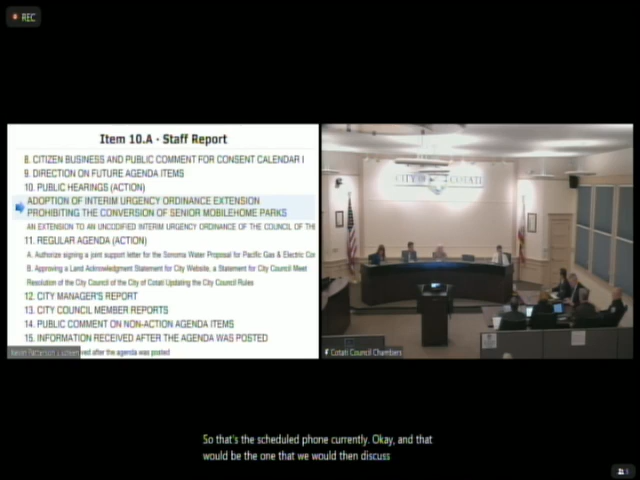 REC
Item 10.A - Staff Report
8. CITIZEN BUSINESS AND PUBLIC COMMENT FOR CONSENT CALENDAR I
9. DIRECTION ON FUTURE AGENDA ITEMS
10. PUBLIC HEARINGS (ACTION)
ADOPTION OF INTERIM URGENCY ORDINANCE EXTENSION
PROHIBITING THE CONVERSION OF SENIOR MOBILEHOME PARKS
AN EXTENSION TO AN UNCODIFIED INTERIM URGENCY ORDINANCE OF THE COUNCIL OF TH
11. REGULAR AGENDA (ACTION)
A. Authorize signing a joint support letter for the Sonoma Water Proposal for Pacific Gas & Electric Co
B. Approving a Land Acknowledgment Statement for City Website, a Statement for City Council Meet
Resolution of the City Council of the City of Cotati Updating the City Council Rules
12. CITY MANAGER'S REPORT
13. CITY COUNCIL MEMBER REPORTS
14. PUBLIC COMMENT ON NON-ACTION AGENDA ITEMS
15. INFORMATION RECEIVED AFTER THE AGENDA WAS POSTED
ved after the agenda was posted
CITY OF COTATI
Cotati Council Chambers
So that's the scheduled phone currently. Okay, and that
would be the one that we would then discuss